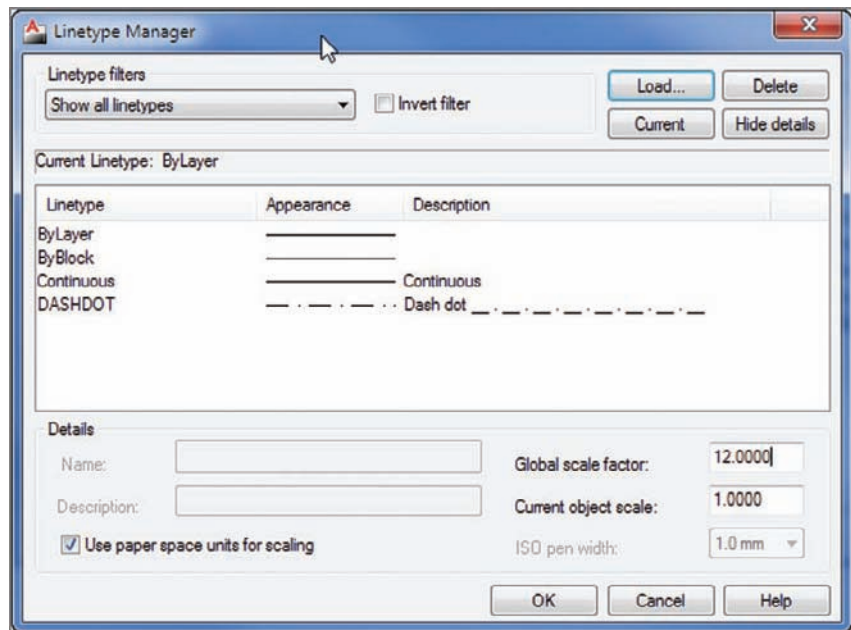 Linetype Manager
Linetype filters
Show all linetypes
Invert filter
Load...
Delete
Current
Hide details
Current Linetype: ByLayer
Linetype Appearance Description
ByLayer
ByBlock
Continuous Continuous
DASHDOT Dash dot
Details
Name:
Description:
Use paper space units for scaling
Global scale factor: 12.0000
Current object scale: 1.0000
ISO pen width: 1.0 mm
OK Cancel Help